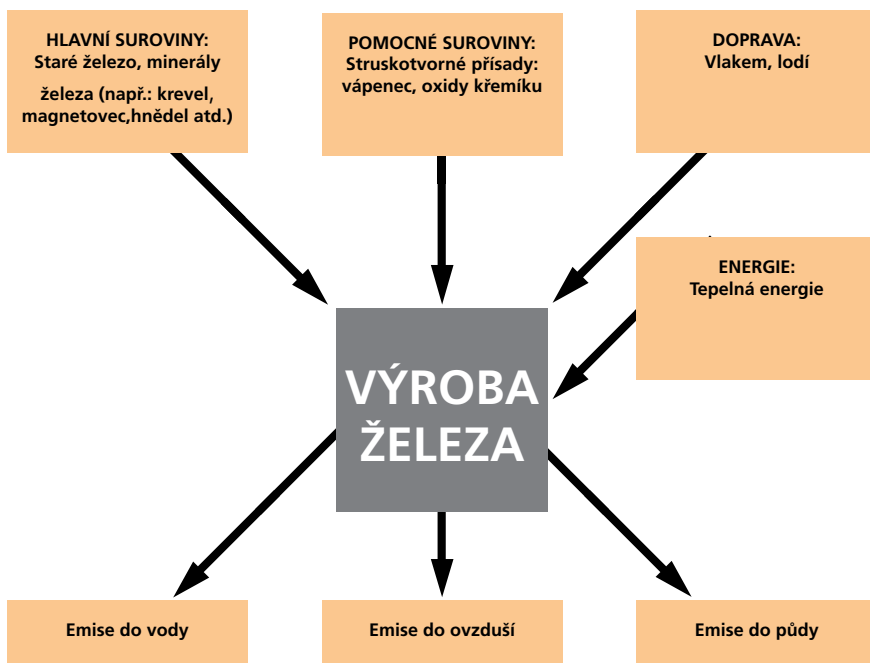 HLAVNÍ SUROVINY:
Staré železo, minerály
železa (např.: krevel,
magnetovec,hnědel atd.)
POMOCNÉ SUROVINY:
Struskotvorné přísady:
vápenec, oxidy křemíku
DOPRAVA:
Vlakem, lodí
ENERGIE:
Tepelná energie
VÝROBA
ŽELEZA
Emise do vody
Emise do ovzduší
Emise do půdy